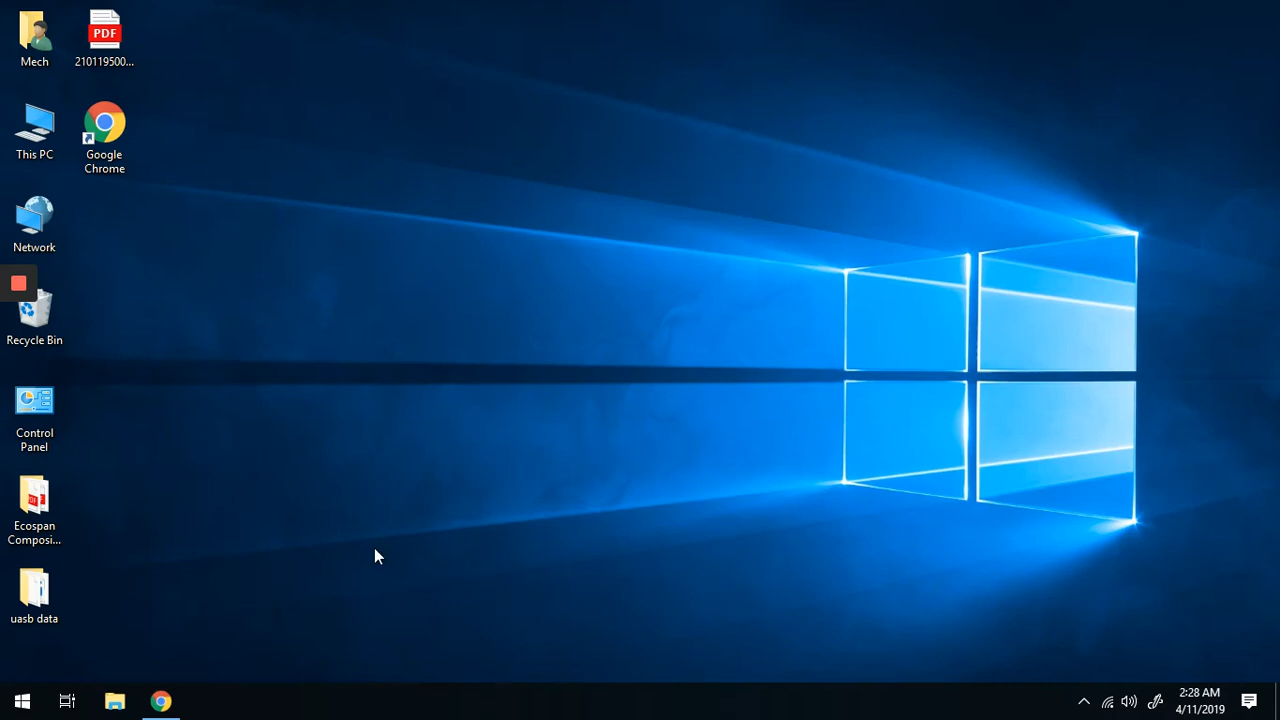 Mech
This PC
Network
Recycle Bin
Control
Panel
Ecospan
Composi...
uasb data
PDF
210119500...
Google
Chrome
2:28 AM
4/11/2019